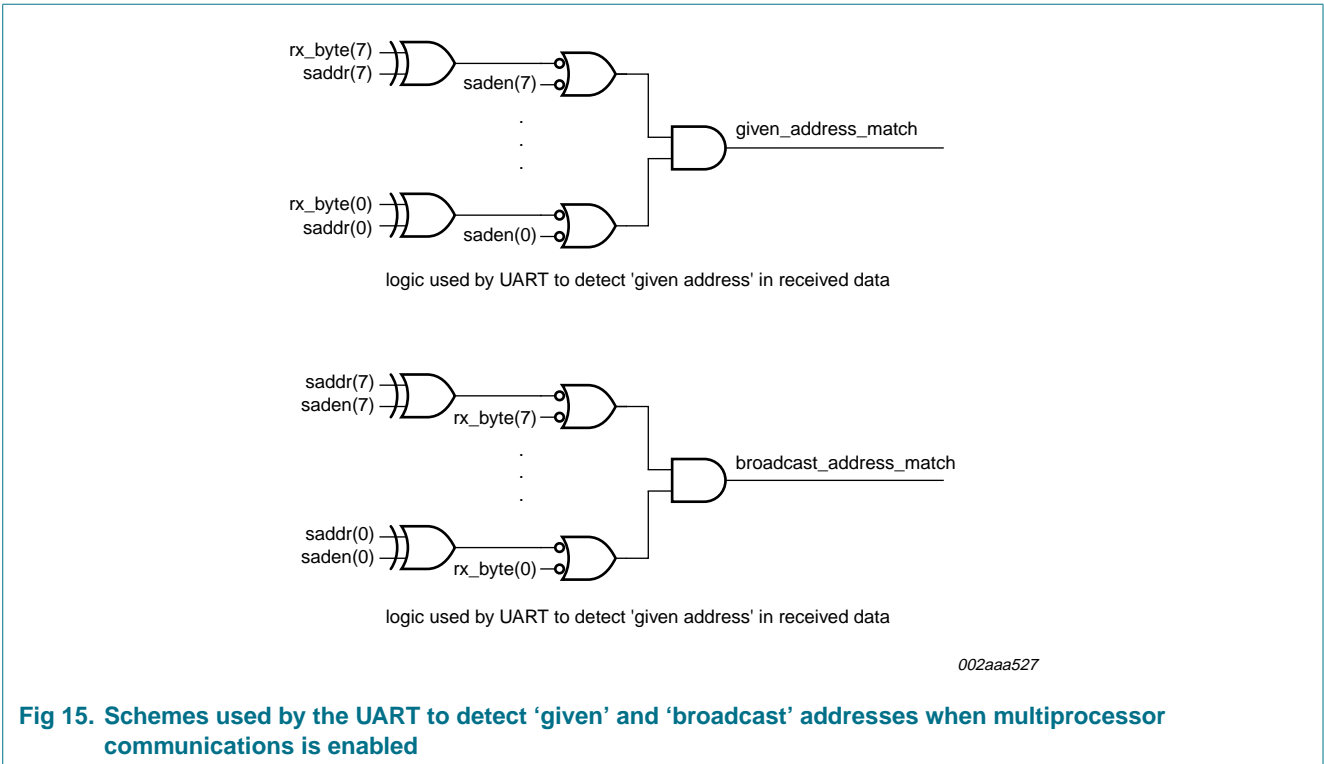 rx_byte(7)
saddr(7)
saden(7)
.
.
.
given_address_match
rx_byte(0)
saddr(0)
saden(0)
logic used by UART to detect 'given address' in received data
saddr(7)
saden(7)
rx_byte(7)
.
.
.
broadcast_address_match
saddr(0)
saden(0)
rx_byte(0)
logic used by UART to detect 'given address' in received data
002aaa527
Fig 15. Schemes used by the UART to detect ‘given’ and ‘broadcast’ addresses when multiprocessor
communications is enabled